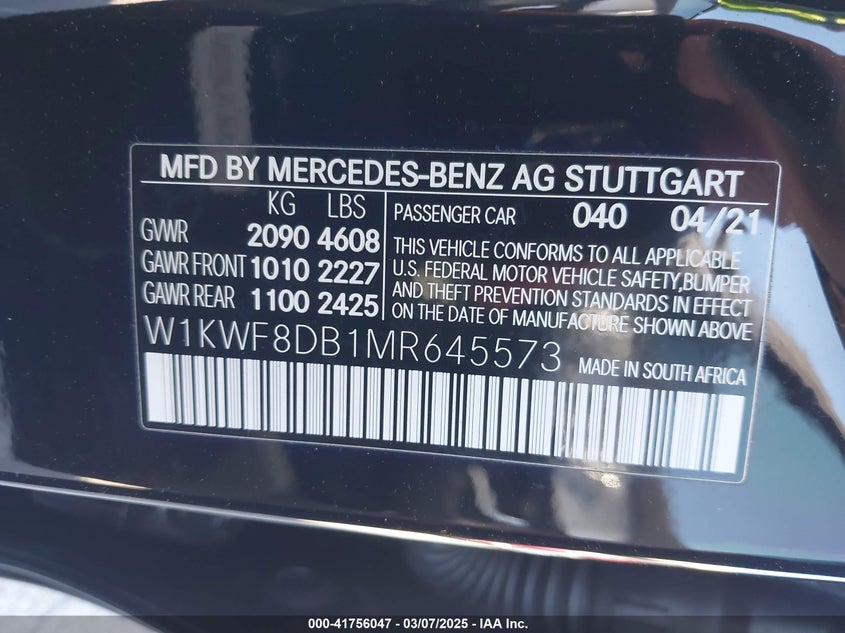 MFD BY MERCEDES-BENZ AG STUTTGART
KG LBS
GVWR 2090 4608
GAWR FRONT 1010 2227
GAWR REAR 1100 2425
PASSENGER CAR 040 04/21
THIS VEHICLE CONFORMS TO ALL APPLICABLE
U.S. FEDERAL MOTOR VEHICLE SAFETY,BUMPER
AND THEFT PREVENTION STANDARDS IN EFFECT
ON THE DATE OF MANUFACTURE SHOWN ABOVE
W1KWF8DB1MR645573 MADE IN SOUTH AFRICA
000-41756047 - 03/07/2025 - IAA Inc.